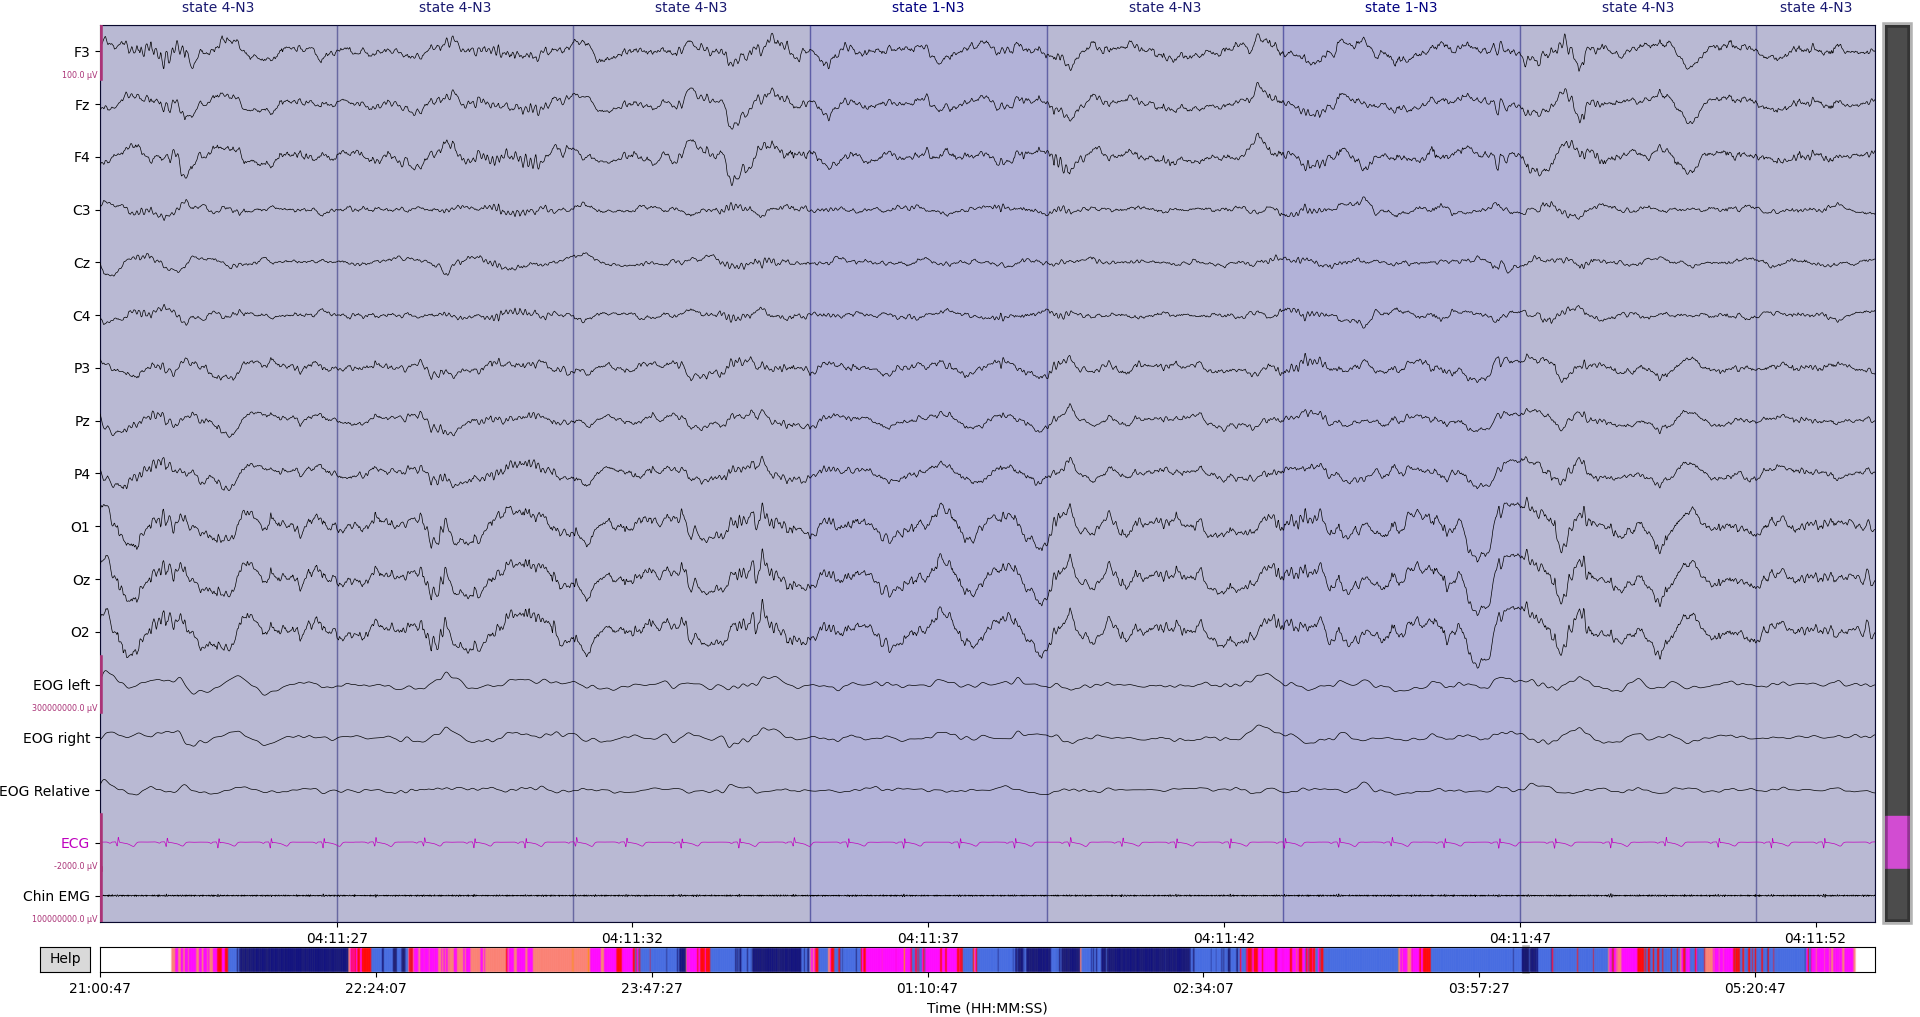 state 4-N3 state 4-N3 state 4-N3 state 1-N3 state 4-N3 state 1-N3 state 4-N3 state 4-N3
F3
100.0 µV
Fz
F4
C3
Cz
C4
P3
Pz
P4
O1
Oz
O2
EOG left
300000000.0 µV
EOG right
EOG Relative
ECG
-2000.0 µV
Chin EMG
100000000.0 µV
04:11:27 04:11:32 04:11:37 04:11:42 04:11:47 04:11:52
Help
21:00:47 22:24:07 23:47:27 01:10:47 02:34:07 03:57:27 05:20:47
Time (HH:MM:SS)